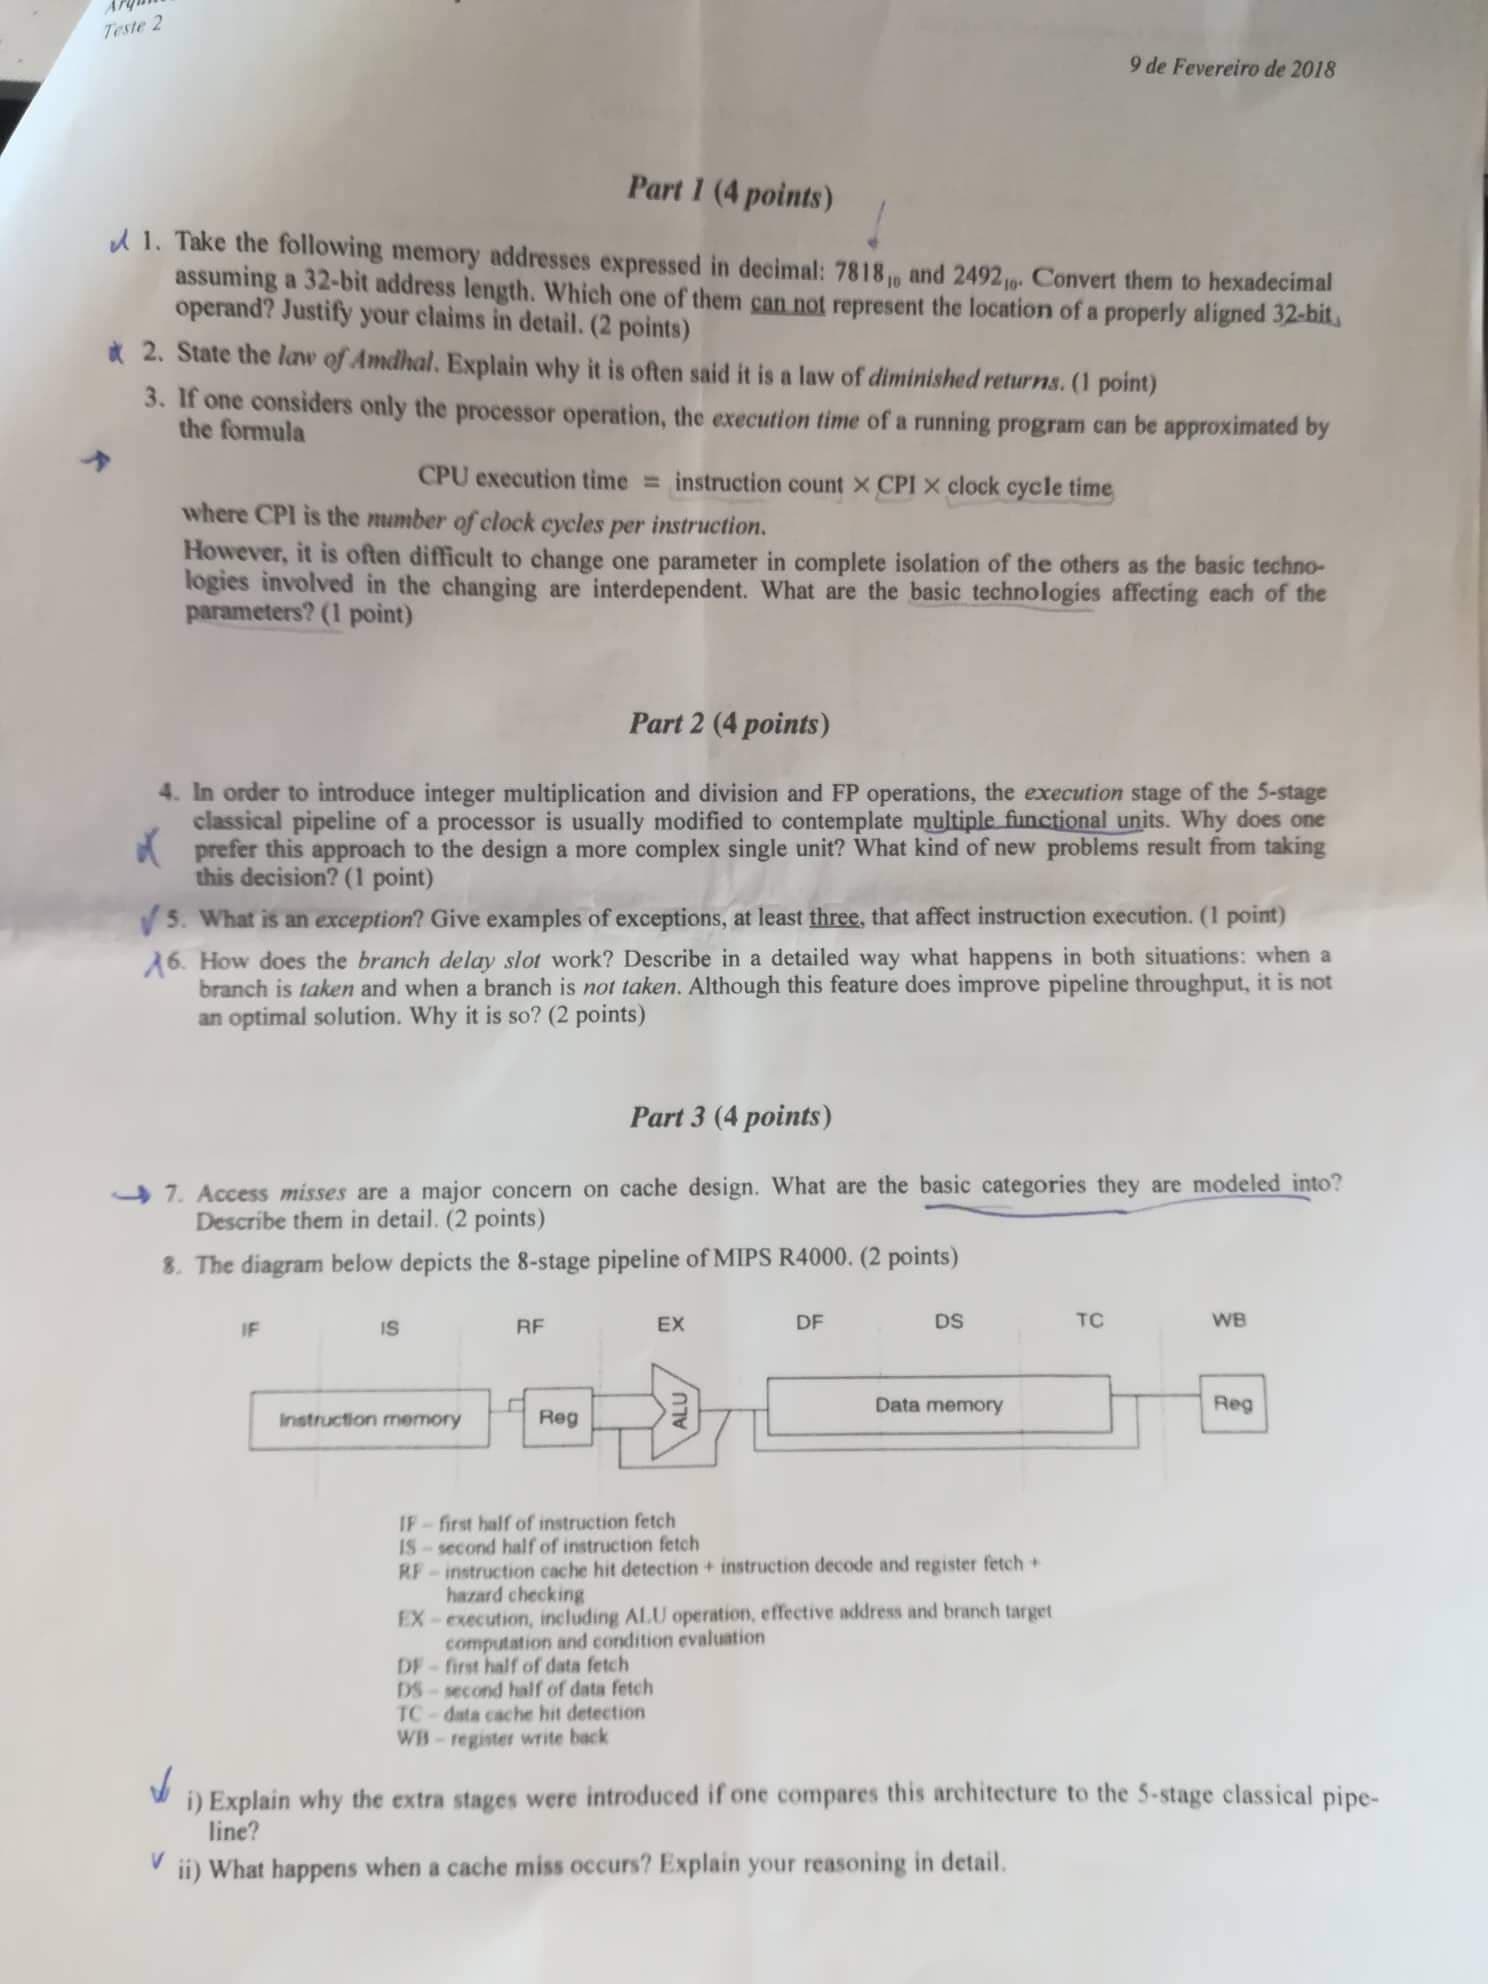 Teste 2
9 de Fevereiro de 2018
Part 1 (4 points)
1. Take the following memory addresses expressed in decimal: 7818₁₀ and 2492₁₀. Convert them to hexadecimal
assuming a 32-bit address length. Which one of them can not represent the location of a properly aligned 32-bit
operand? Justify your claims in detail. (2 points)
2. State the law of Amdhal. Explain why it is often said it is a law of diminished returns. (1 point)
3. If one considers only the processor operation, the execution time of a running program can be approximated by
the formula
CPU execution time = instruction count × CPI × clock cycle time
where CPI is the number of clock cycles per instruction.
However, it is often difficult to change one parameter in complete isolation of the others as the basic techno-
logies involved in the changing are interdependent. What are the basic technologies affecting each of the
parameters? (1 point)
Part 2 (4 points)
4. In order to introduce integer multiplication and division and FP operations, the execution stage of the 5-stage
classical pipeline of a processor is usually modified to contemplate multiple functional units. Why does one
prefer this approach to the design a more complex single unit? What kind of new problems result from taking
this decision? (1 point)
5. What is an exception? Give examples of exceptions, at least three, that affect instruction execution. (1 point)
6. How does the branch delay slot work? Describe in a detailed way what happens in both situations: when a
branch is taken and when a branch is not taken. Although this feature does improve pipeline throughput, it is not
an optimal solution. Why it is so? (2 points)
Part 3 (4 points)
7. Access misses are a major concern on cache design. What are the basic categories they are modeled into?
Describe them in detail. (2 points)
8. The diagram below depicts the 8-stage pipeline of MIPS R4000. (2 points)
IF IS RF EX DF DS TC WB
Instruction memory Reg ALU Data memory Reg
IF – first half of instruction fetch
IS – second half of instruction fetch
RF – instruction cache hit detection + instruction decode and register fetch +
hazard checking
EX – execution, including ALU operation, effective address and branch target
computation and condition evaluation
DF – first half of data fetch
DS – second half of data fetch
TC – data cache hit detection
WB – register write back
i) Explain why the extra stages were introduced if one compares this architecture to the 5-stage classical pipe-
line?
ii) What happens when a cache miss occurs? Explain your reasoning in detail.